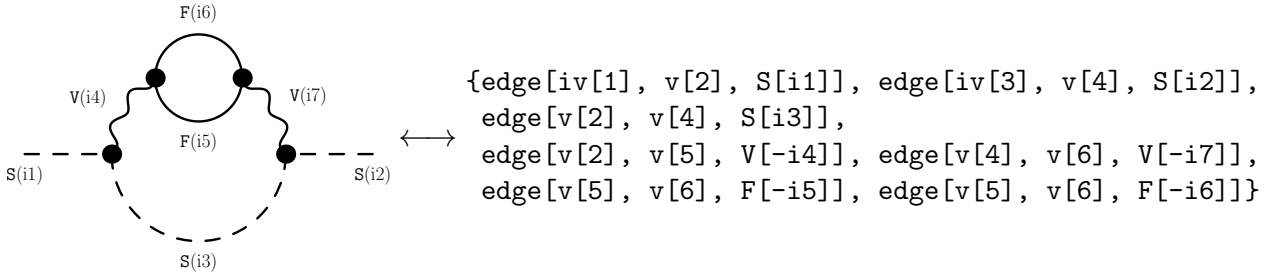 F(i6)
V(i4)
V(i7)
F(i5)
S(i1)
S(i2)
S(i3)
⟷
{edge[iv[1], v[2], S[i1]], edge[iv[3], v[4], S[i2]],
edge[v[2], v[4], S[i3]],
edge[v[2], v[5], V[-i4]], edge[v[4], v[6], V[-i7]],
edge[v[5], v[6], F[-i5]], edge[v[5], v[6], F[-i6]]}